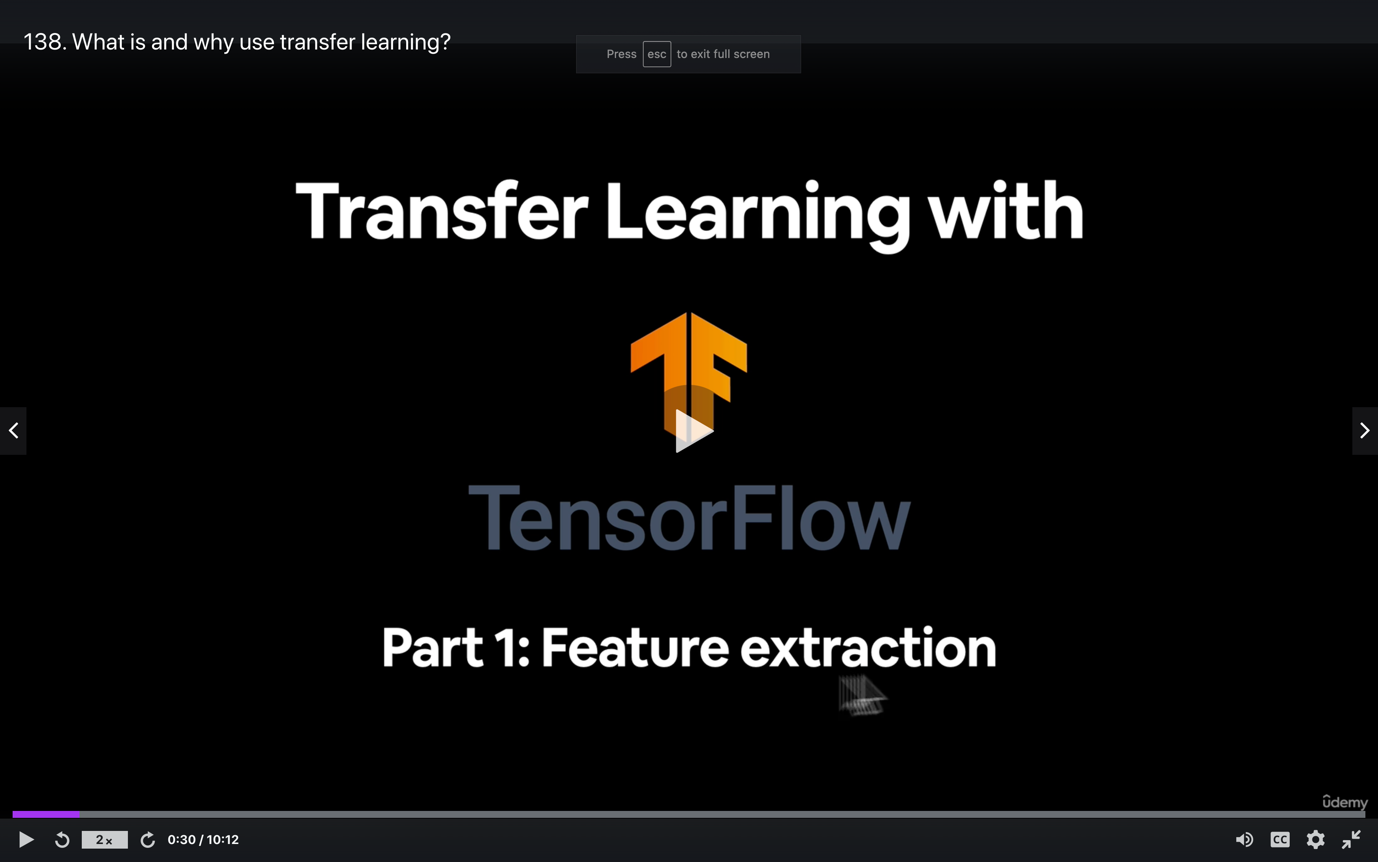 138. What is and why use transfer learning?
Press esc to exit full screen
Transfer Learning with
TensorFlow
Part 1: Feature extraction
ûdemy
2x
0:30 / 10:12
CC